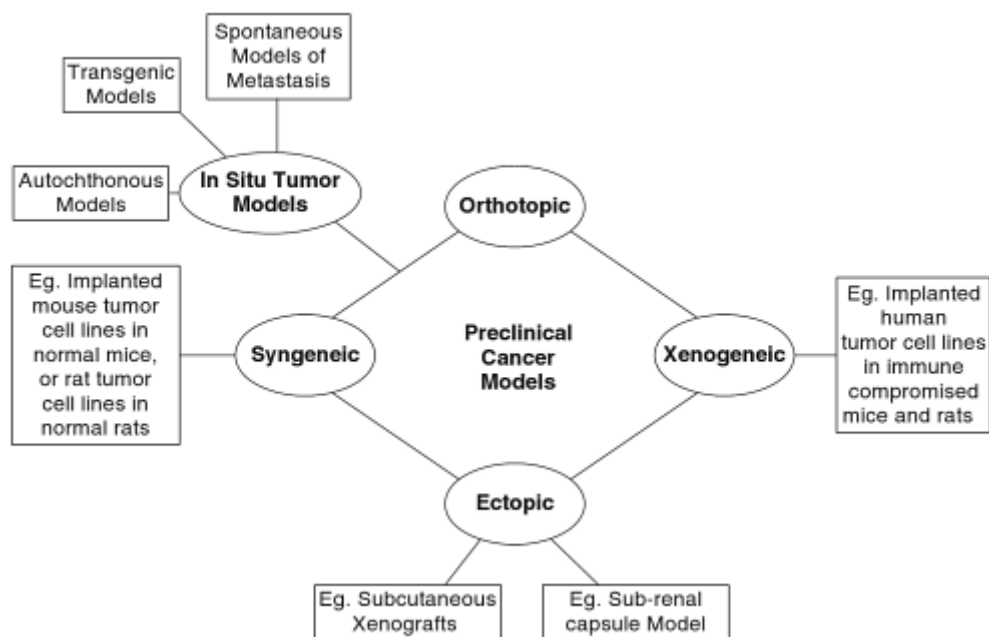 Spontaneous
Models of
Metastasis
Transgenic
Models
Autochthonous
Models
In Situ Tumor
Models
Orthotopic
Eg. Implanted
mouse tumor
cell lines in
normal mice,
or rat tumor
cell lines in
normal rats
Syngeneic
Preclinical
Cancer
Models
Xenogeneic
Eg. Implanted
human
tumor cell lines
in immune
compromised
mice and rats
Ectopic
Eg. Subcutaneous
Xenografts
Eg. Sub-renal
capsule Model